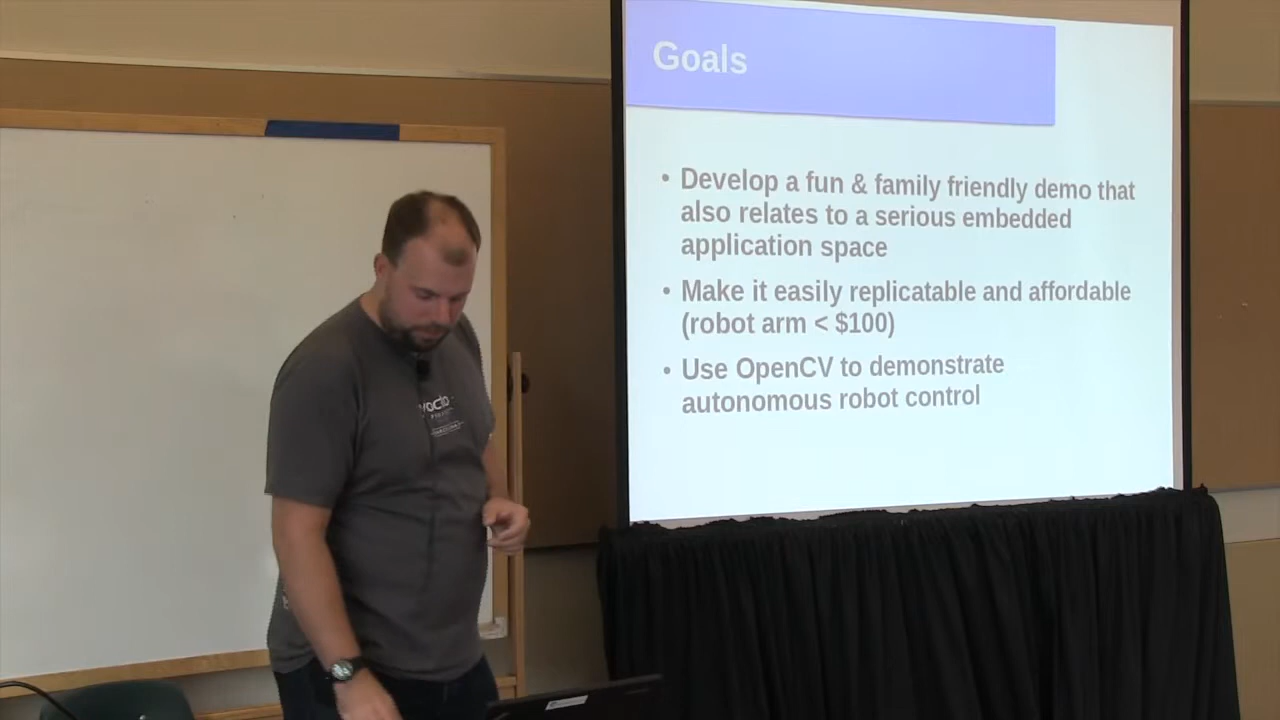 Goals
• Develop a fun & family friendly demo that
also relates to a serious embedded
application space
• Make it easily replicatable and affordable
(robot arm < $100)
• Use OpenCV to demonstrate
autonomous robot control